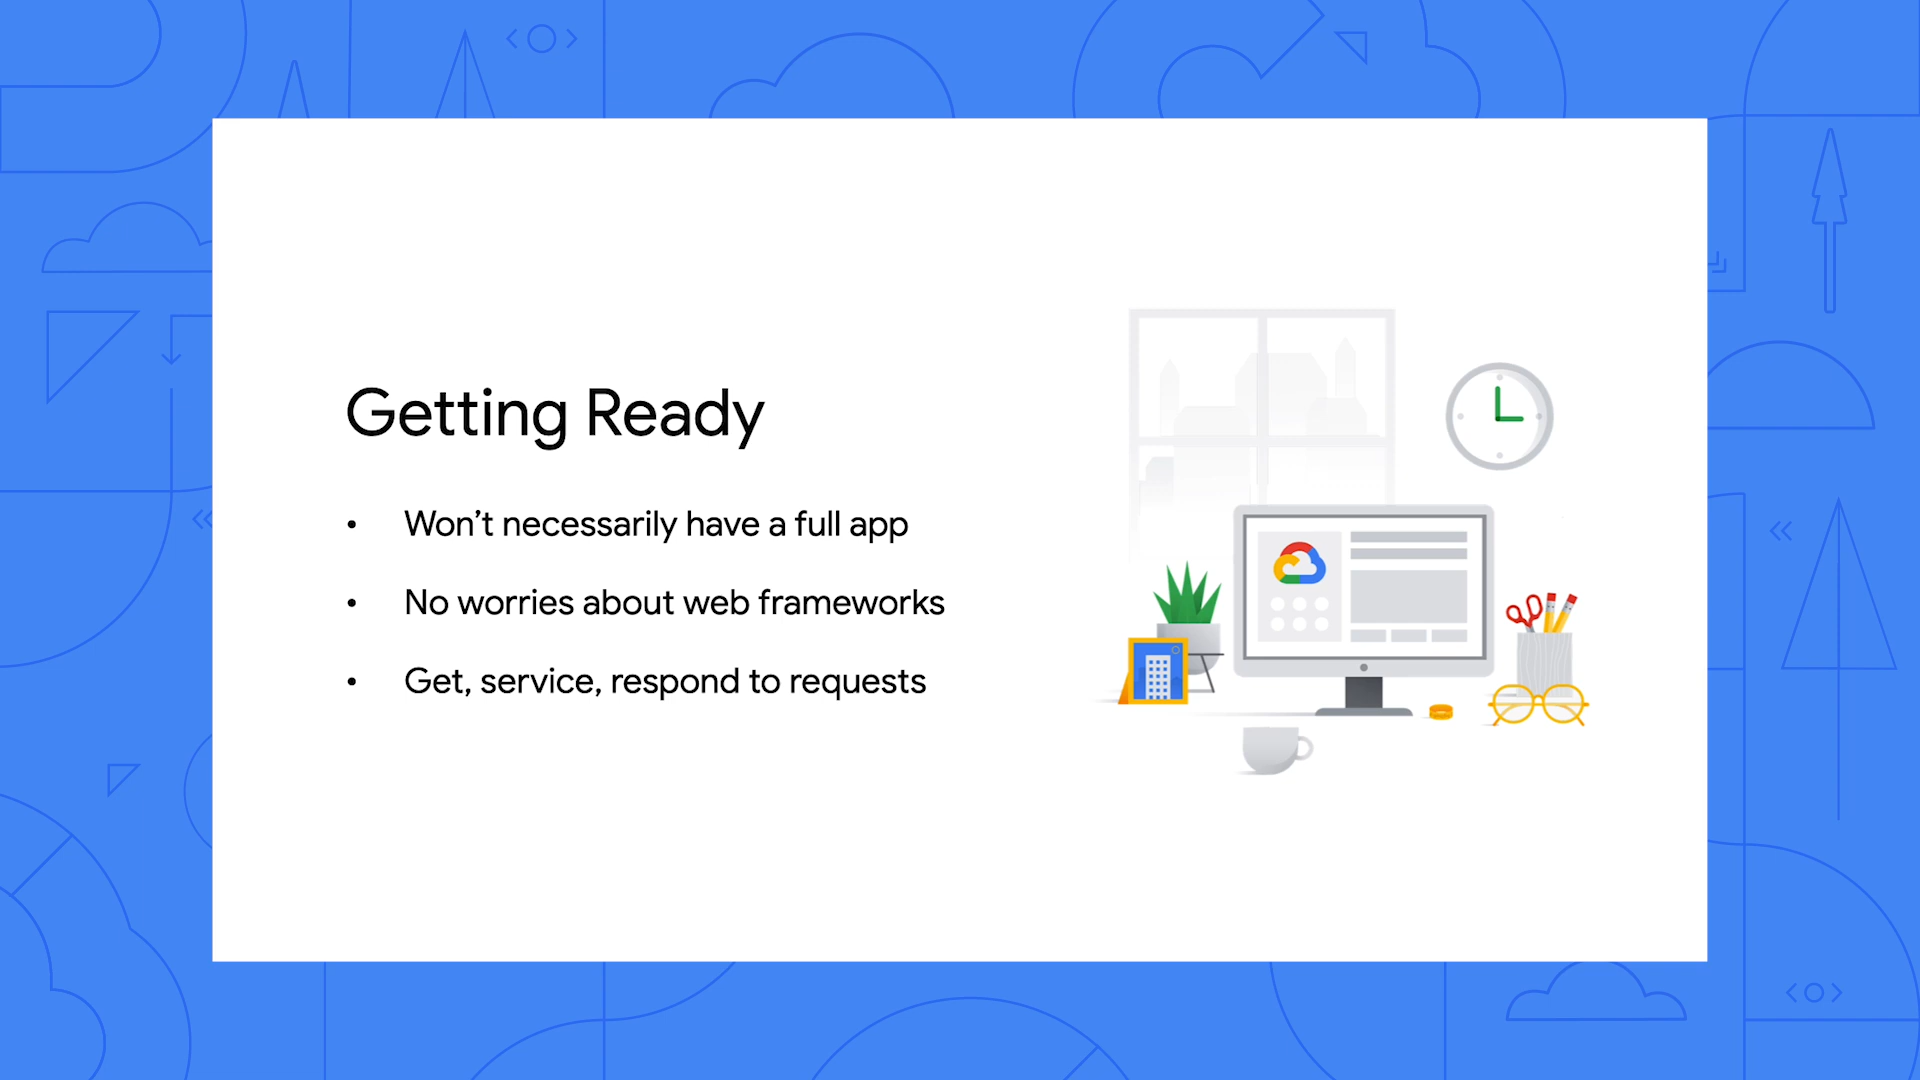 Getting Ready
• Won’t necessarily have a full app
• No worries about web frameworks
• Get, service, respond to requests